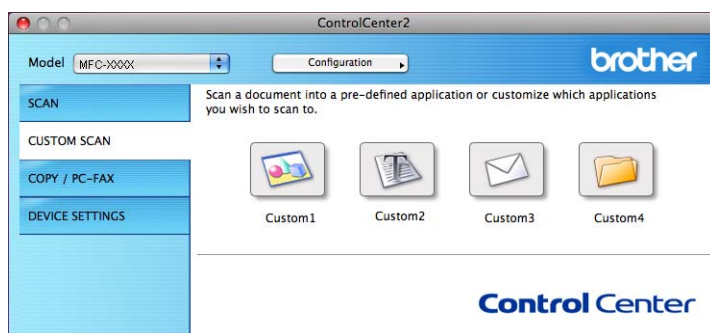 ControlCenter2
Model MFC-XXXX Configuration brother
SCAN
CUSTOM SCAN
COPY / PC-FAX
DEVICE SETTINGS
Scan a document into a pre-defined application or customize which applications
you wish to scan to.
T
Custom1 Custom2 Custom3 Custom4
Control Center